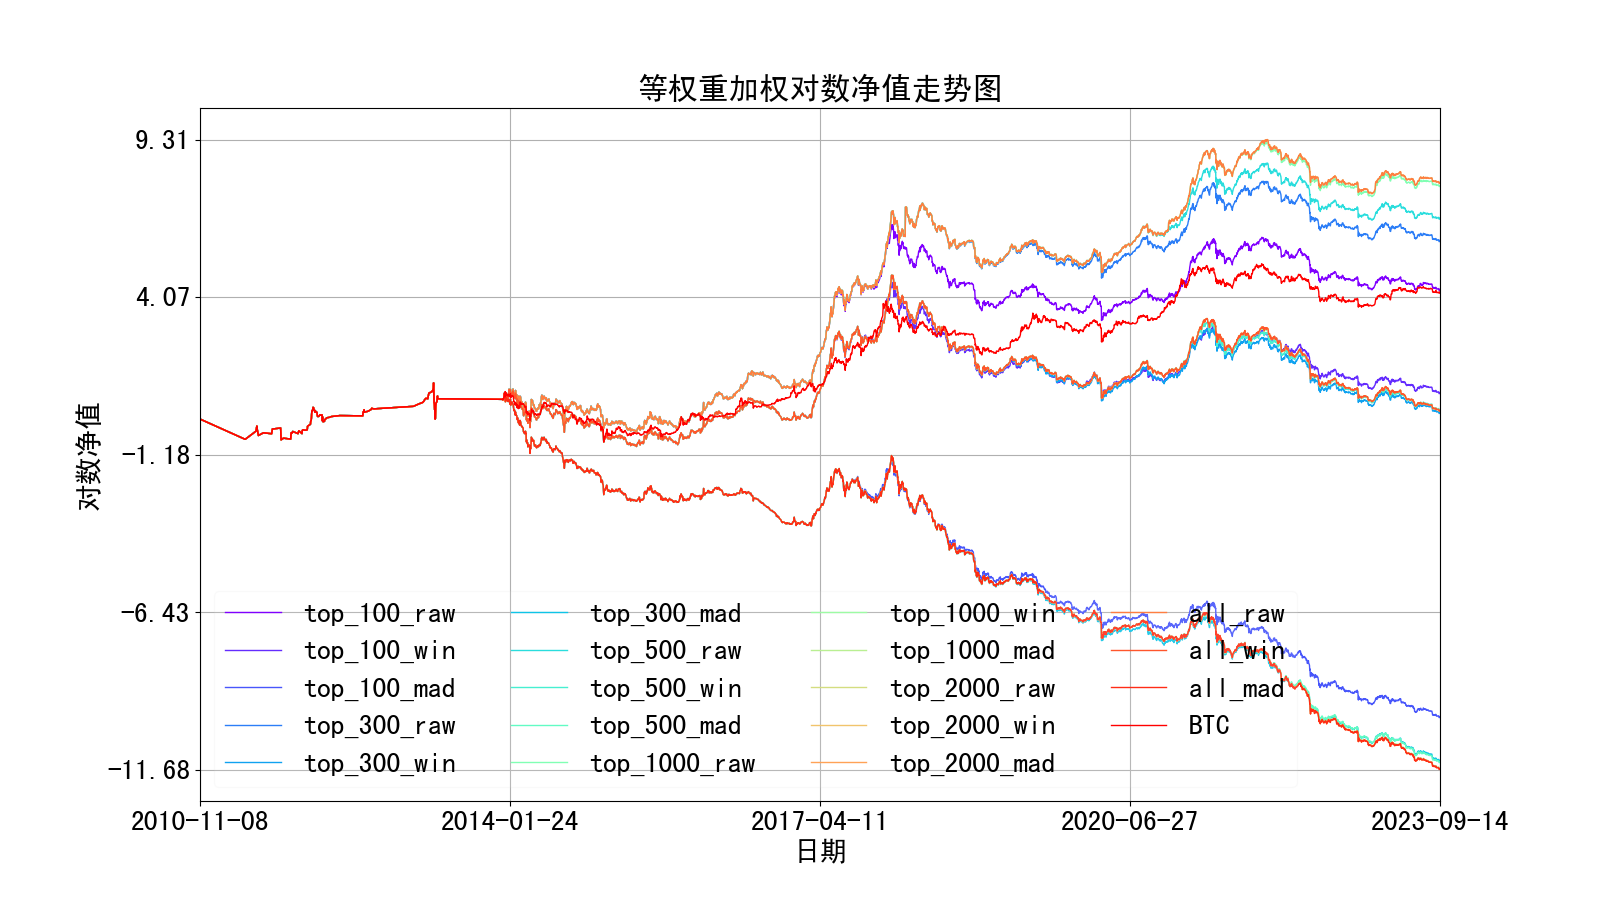 等权重加权对数净值走势图
对数净值
9.31
4.07
-1.18
-6.43
-11.68
top_100_raw
top_100_win
top_100_mad
top_300_raw
top_300_win
top_300_mad
top_500_raw
top_500_win
top_500_mad
top_1000_raw
top_1000_win
top_1000_mad
top_2000_raw
top_2000_win
top_2000_mad
all_raw
all_win
all_mad
BTC
2010-11-08 2014-01-24 2017-04-11 2020-06-27 2023-09-14
日期